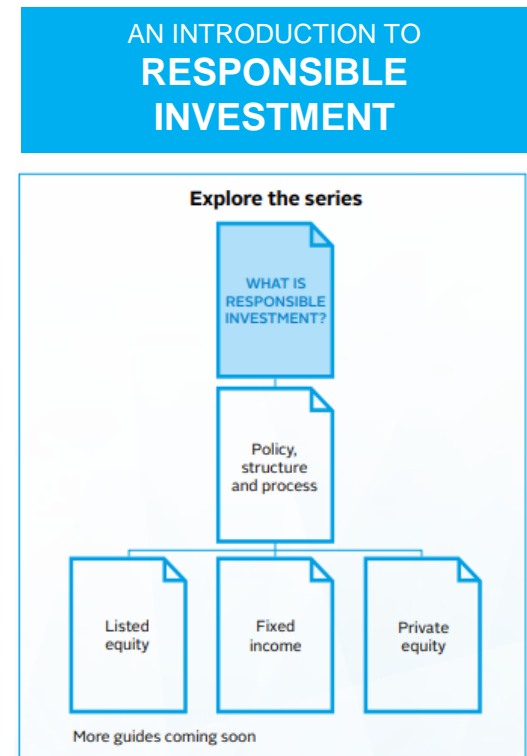 AN INTRODUCTION TO
RESPONSIBLE
INVESTMENT
Explore the series
WHAT IS
RESPONSIBLE
INVESTMENT?
Policy,
structure
and process
Listed
equity
Fixed
income
Private
equity
More guides coming soon